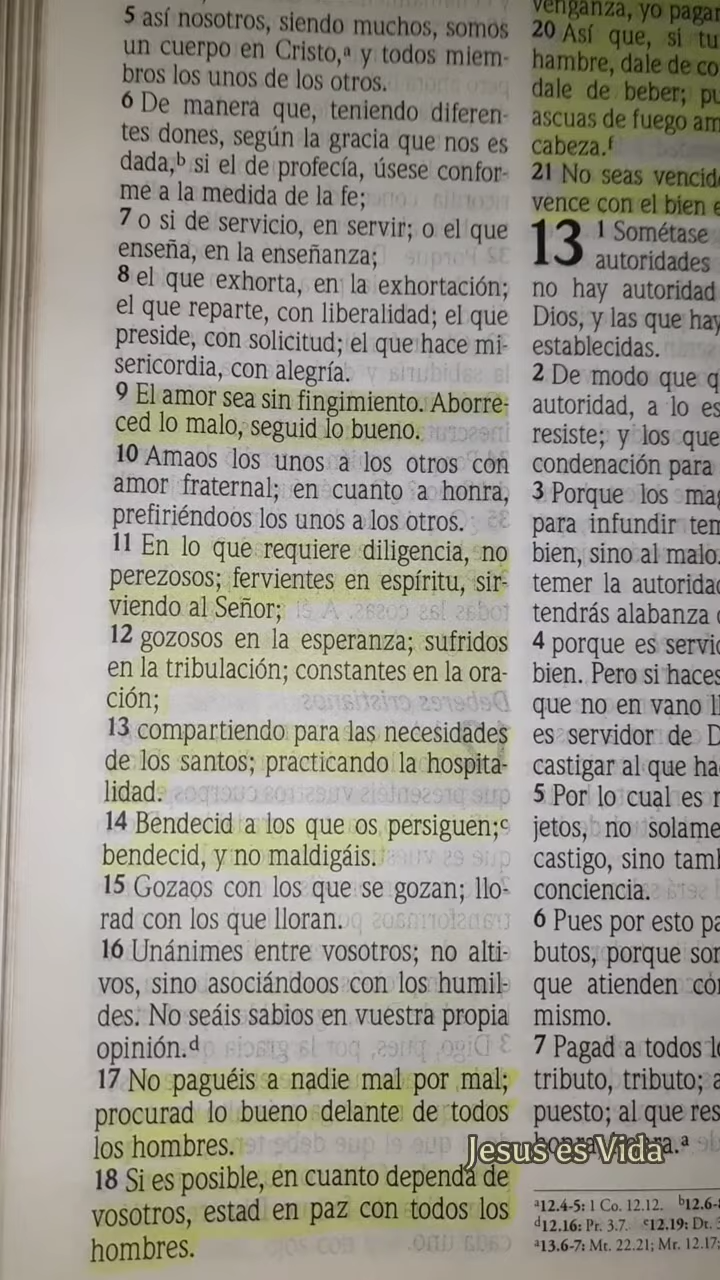 5 así nosotros, siendo muchos, somos
un cuerpo en Cristo,ᵃ y todos miem-
bros los unos de los otros.
6 De manera que, teniendo diferen-
tes dones, según la gracia que nos es
dada,ᵇ si el de profecía, úsese confor-
me a la medida de la fe;
7 o si de servicio, en servir; o el que
enseña, en la enseñanza;
8 el que exhorta, en la exhortación;
el que reparte, con liberalidad; el que
preside, con solicitud; el que hace mi-
sericordia, con alegría.
9 El amor sea sin fingimiento. Aborre-
ced lo malo, seguid lo bueno.
10 Amaos los unos a los otros con
amor fraternal; en cuanto a honra,
prefiriéndoos los unos a los otros.
11 En lo que requiere diligencia, no
perezosos; fervientes en espíritu, sir-
viendo al Señor;
12 gozosos en la esperanza; sufridos
en la tribulación; constantes en la ora-
ción;
13 compartiendo para las necesidades
de los santos; practicando la hospita-
lidad.
14 Bendecid a los que os persiguen;ᶜ
bendecid, y no maldigáis.
15 Gozaos con los que se gozan; llo-
rad con los que lloran.
16 Unánimes entre vosotros; no alti-
vos, sino asociándoos con los humil-
des. No seáis sabios en vuestra propia
opinión.ᵈ
17 No paguéis a nadie mal por mal;
procurad lo bueno delante de todos
los hombres.
18 Si es posible, en cuanto dependa de
vosotros, estad en paz con todos los
hombres.
venganza, yo pagar
20 Así que, si tu
hambre, dale de co
dale de beber; pu
ascuas de fuego am
cabeza.ᶠ
21 No seas vencid
vence con el bien e
13 1 Sométase
autoridades
no hay autoridad
Dios, y las que hay
establecidas.
2 De modo que q
autoridad, a lo es
resiste; y los que
condenación para
3 Porque los mag
para infundir tem
bien, sino al malo.
temer la autoridad
tendrás alabanza
4 porque es servid
bien. Pero si haces
que no en vano ll
es servidor de D
castigar al que ha
5 Por lo cual es
jetos, no solame
castigo, sino tamb
conciencia.
6 Pues por esto pa
butos, porque son
que atienden con
mismo.
7 Pagad a todos lo
tributo, tributo; a
puesto; al que res
Jesus es Vida
ᵃ12.4-5: 1 Co. 12.12. ᵇ12.6-
ᵈ12.16: Pr. 3.7. ᵉ12.19: Dt.
ᵃ13.6-7: Mt. 22.21; Mr. 12.17;